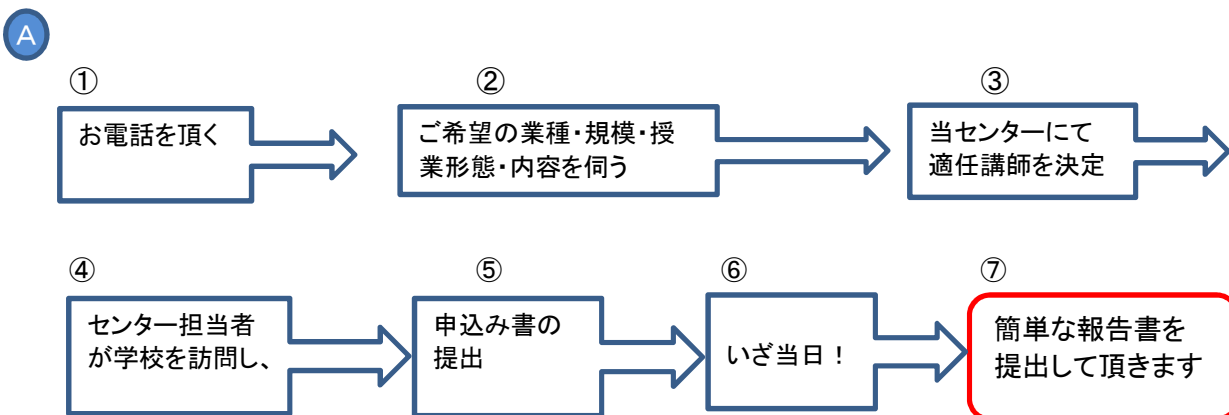 A
① ② ③
お電話を頂く
ご希望の業種・規模・授
業形態・内容を伺う
当センターにて
適任講師を決定
④ ⑤ ⑥ ⑦
センター担当者
が学校を訪問し、
申込み書の
提出
いざ当日！
簡単な報告書を
提出して頂きます